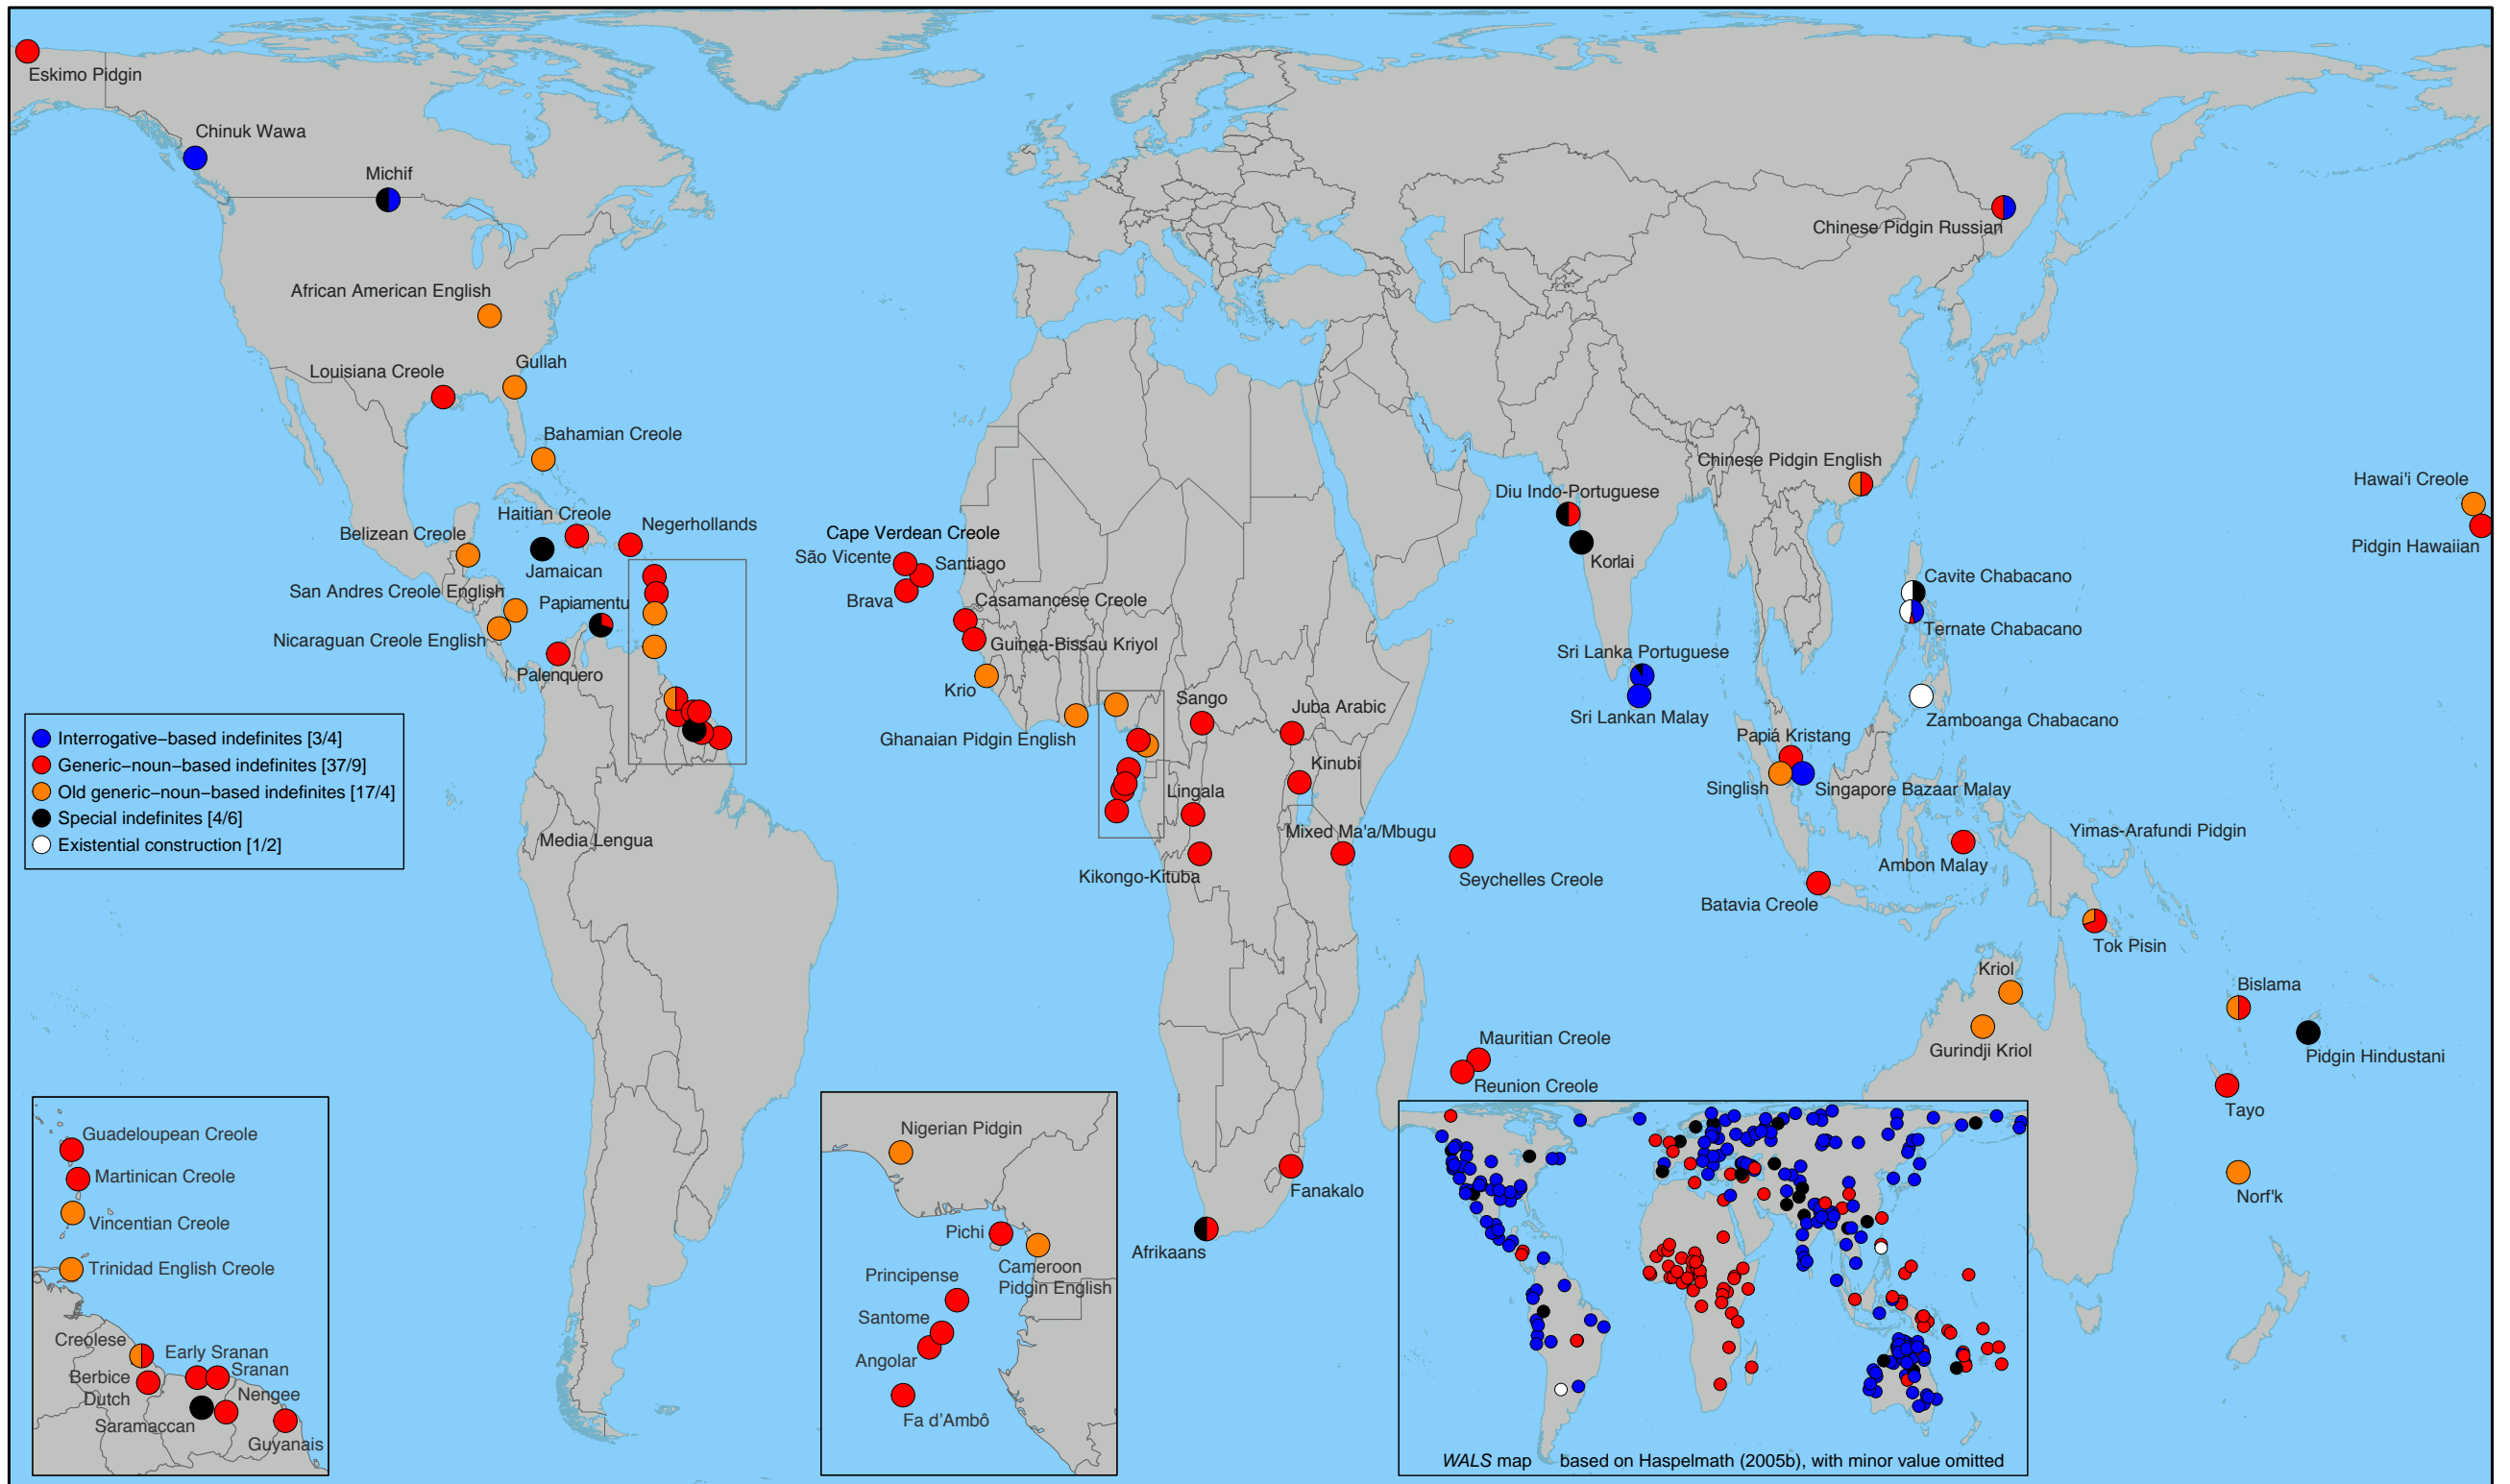 Eskimo Pidgin
Chinuk Wawa
Michif
Chinese Pidgin Russian
African American English
Gullah
Louisiana Creole
Bahamian Creole
Chinese Pidgin English
Hawai'i Creole
Diu Indo-Portuguese
Haitian Creole
Negerhollands
Belizean Creole
Cape Verdean Creole
São Vicente
Santiago
Pidgin Hawaiian
Korlai
Jamaican
Cavite Chabacano
San Andres Creole English
Papiamentu
Brava
Casamancese Creole
Ternate Chabacano
Nicaraguan Creole English
Guinea-Bissau Kriyol
Sri Lanka Portuguese
Palenquero
Krio
Sango
Juba Arabic
Sri Lankan Malay
Zamboanga Chabacano
Ghanaian Pidgin English
Papiá Kristang
Kinubi
Lingala
Singlish
Singapore Bazaar Malay
Interrogative−based indefinites [3/4]
Generic−noun−based indefinites [37/9]
Old generic−noun−based indefinites [17/4]
Special indefinites [4/6]
Existential construction [1/2]
Media Lengua
Mixed Ma'a/Mbugu
Yimas-Arafundi Pidgin
Ambon Malay
Kikongo-Kituba
Seychelles Creole
Batavia Creole
Tok Pisin
Kriol
Bislama
Mauritian Creole
Gurindji Kriol
Pidgin Hindustani
Reunion Creole
Tayo
Fanakalo
Norf'k
Afrikaans
Guadeloupean Creole
Martinican Creole
Vincentian Creole
Trinidad English Creole
Creolese
Early Sranan
Sranan
Berbice
Dutch
Nengee
Saramaccan
Guyanais
Nigerian Pidgin
Pichi
Cameroon
Pidgin English
Principense
Santome
Angolar
Fa d'Ambô
WALS map based on Haspelmath (2005b), with minor value omitted